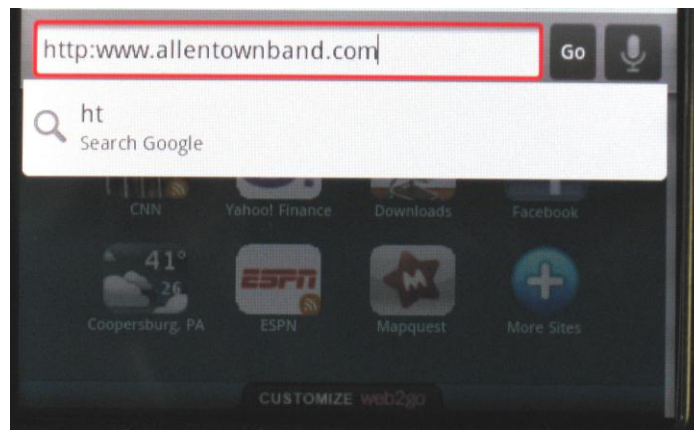 http:www.allentownband.com
Go
ht
Search Google
CNN
Yahoo! Finance
Downloads
Facebook
41°
26
ESPN
M
Coopersburg, PA
ESPN
Mapquest
More Sites
CUSTOMIZE web2go